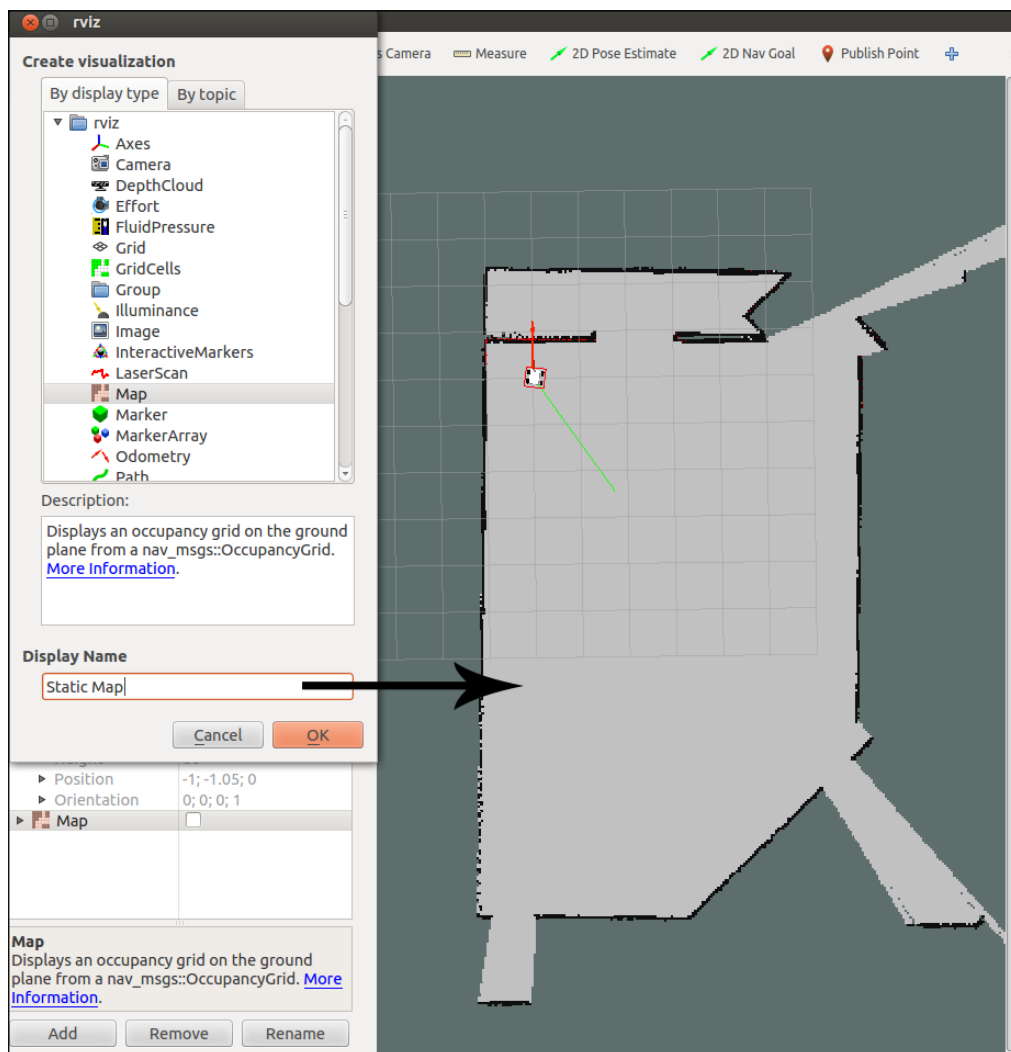 rviz
Create visualization
s Camera Measure 2D Pose Estimate 2D Nav Goal Publish Point
By display type By topic
rviz
Axes
Camera
DepthCloud
Effort
FluidPressure
Grid
GridCells
Group
Illuminance
Image
InteractiveMarkers
LaserScan
Map
Marker
MarkerArray
Odometry
Path
Description:
Displays an occupancy grid on the ground
plane from a nav_msgs::OccupancyGrid.
More Information.
Display Name
Static Map
Cancel OK
Position -1; -1.05; 0
Orientation 0; 0; 0; 1
Map
Map
Displays an occupancy grid on the ground
plane from a nav_msgs::OccupancyGrid. More
Information.
Add Remove Rename